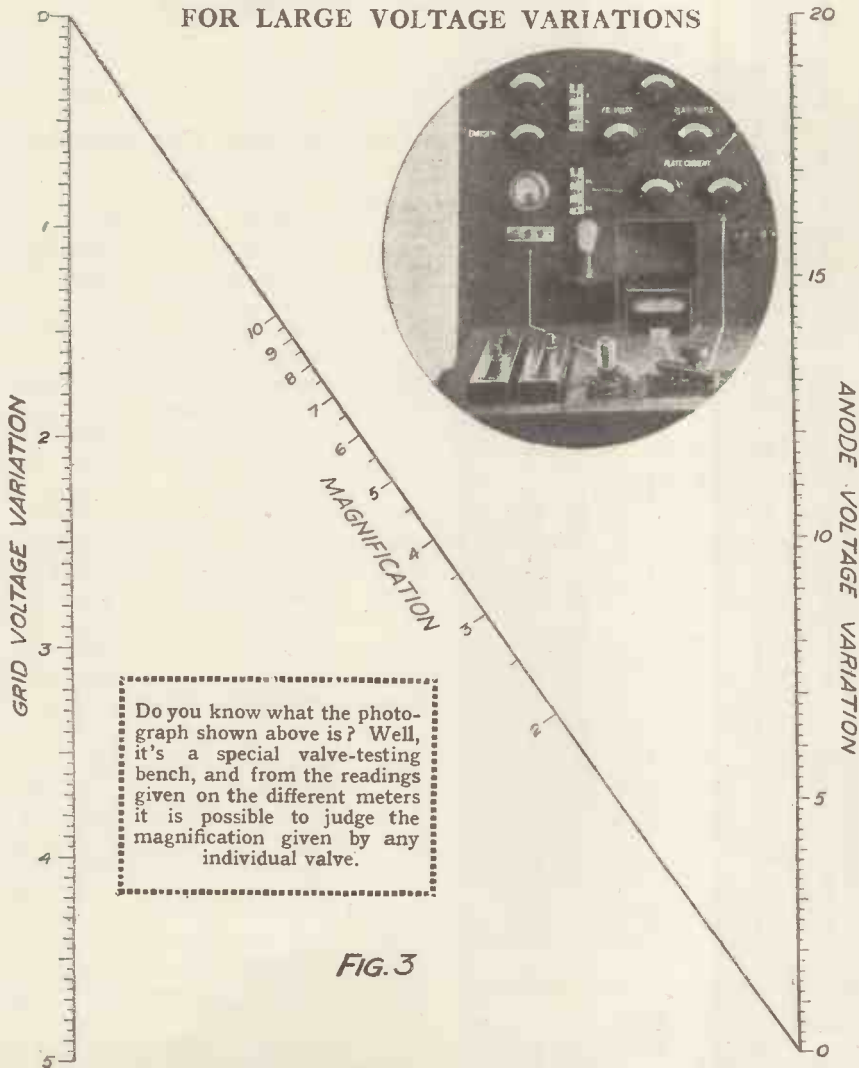 FOR LARGE VOLTAGE VARIATIONS
0
1
2
3
4
5
GRID VOLTAGE VARIATION
10
9
8
7
6
5
4
3
2
MAGNIFICATION
20
15
10
5
0
ANODE VOLTAGE VARIATION
PLATE CURRENT
Do you know what the photo-
graph shown above is? Well,
it's a special valve-testing
bench, and from the readings
given on the different meters
it is possible to judge the
magnification given by any
individual valve.
FIG. 3